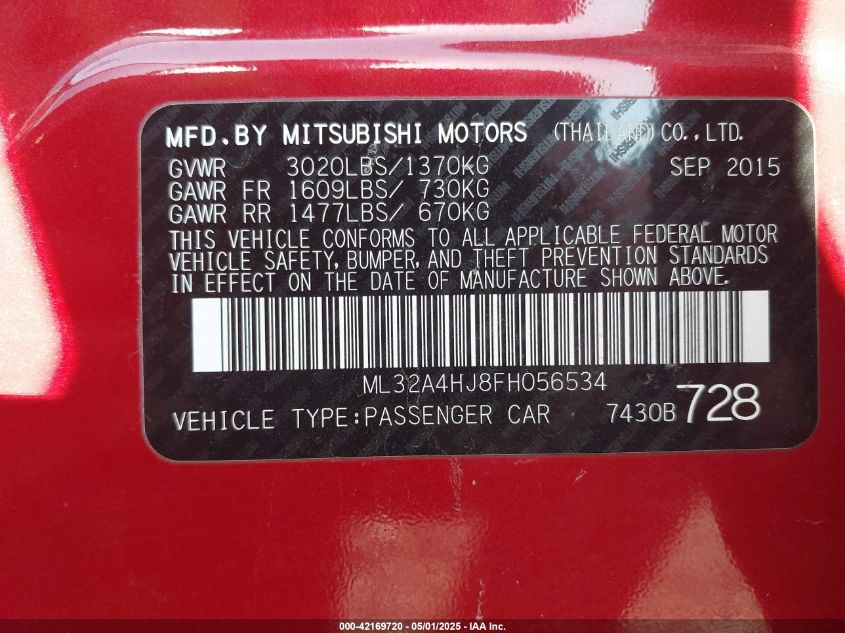 MFD.BY MITSUBISHI MOTORS (THAILAND)CO.,LTD.
GVWR 3020LBS/1370KG SEP 2015
GAWR FR 1609LBS/ 730KG
GAWR RR 1477LBS/ 670KG
THIS VEHICLE CONFORMS TO ALL APPLICABLE FEDERAL MOTOR
VEHICLE SAFETY, BUMPER, AND THEFT PREVENTION STANDARDS
IN EFFECT ON THE DATE OF MANUFACTURE SHOWN ABOVE.
ML32A4HJ8FH056534
VEHICLE TYPE:PASSENGER CAR 7430B 728
000-42169720 - 05/01/2025 - IAA Inc.